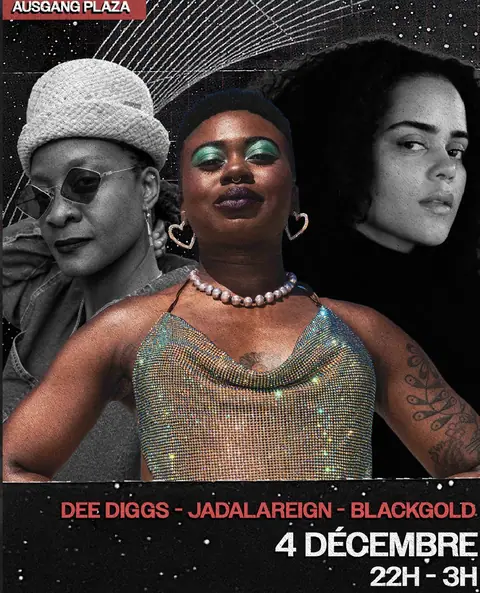 AUSGANG PLAZA
DEE DIGGS - JADALAREIGN - BLACKGOLD
4 DÉCEMBRE
22H - 3H